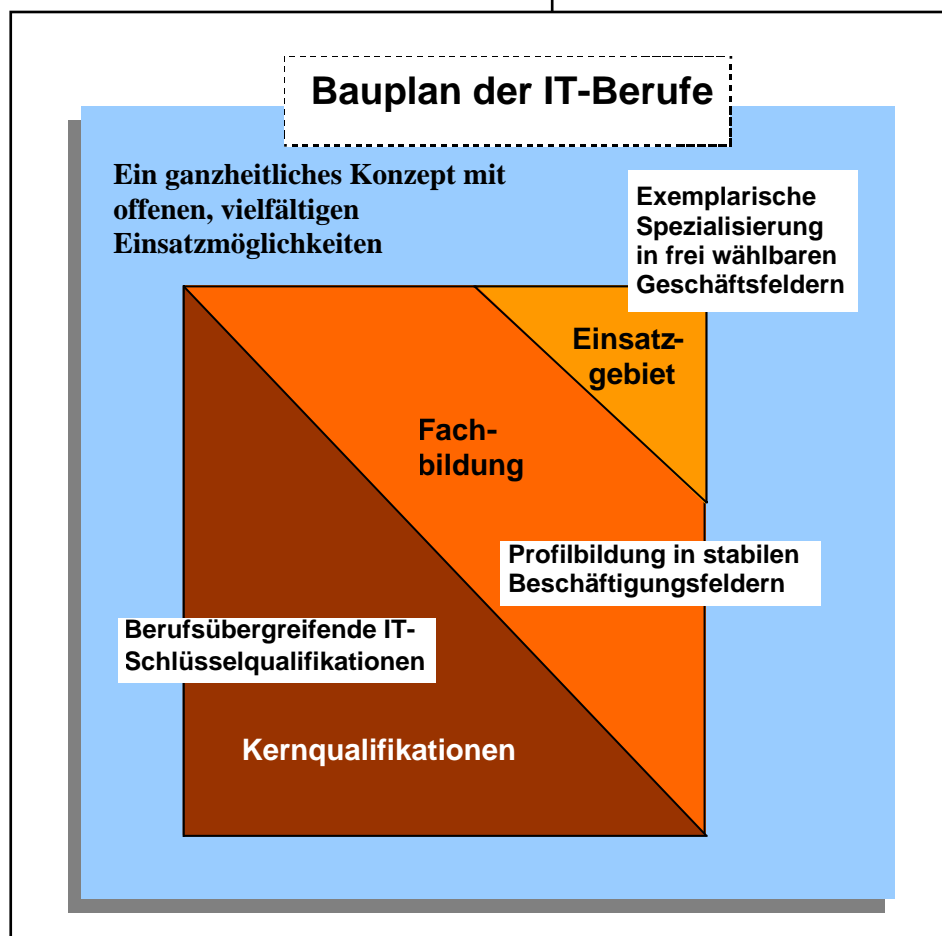 Bauplan der IT-Berufe
Ein ganzheitliches Konzept mit
offenen, vielfältigen
Einsatzmöglichkeiten
Exemplarische
Spezialisierung
in frei wählbaren
Geschäftsfeldern
Einsatz-
gebiet
Fach-
bildung
Profilbildung in stabilen
Beschäftigungsfeldern
Berufsübergreifende IT-
Schlüsselqualifikationen
Kernqualifikationen